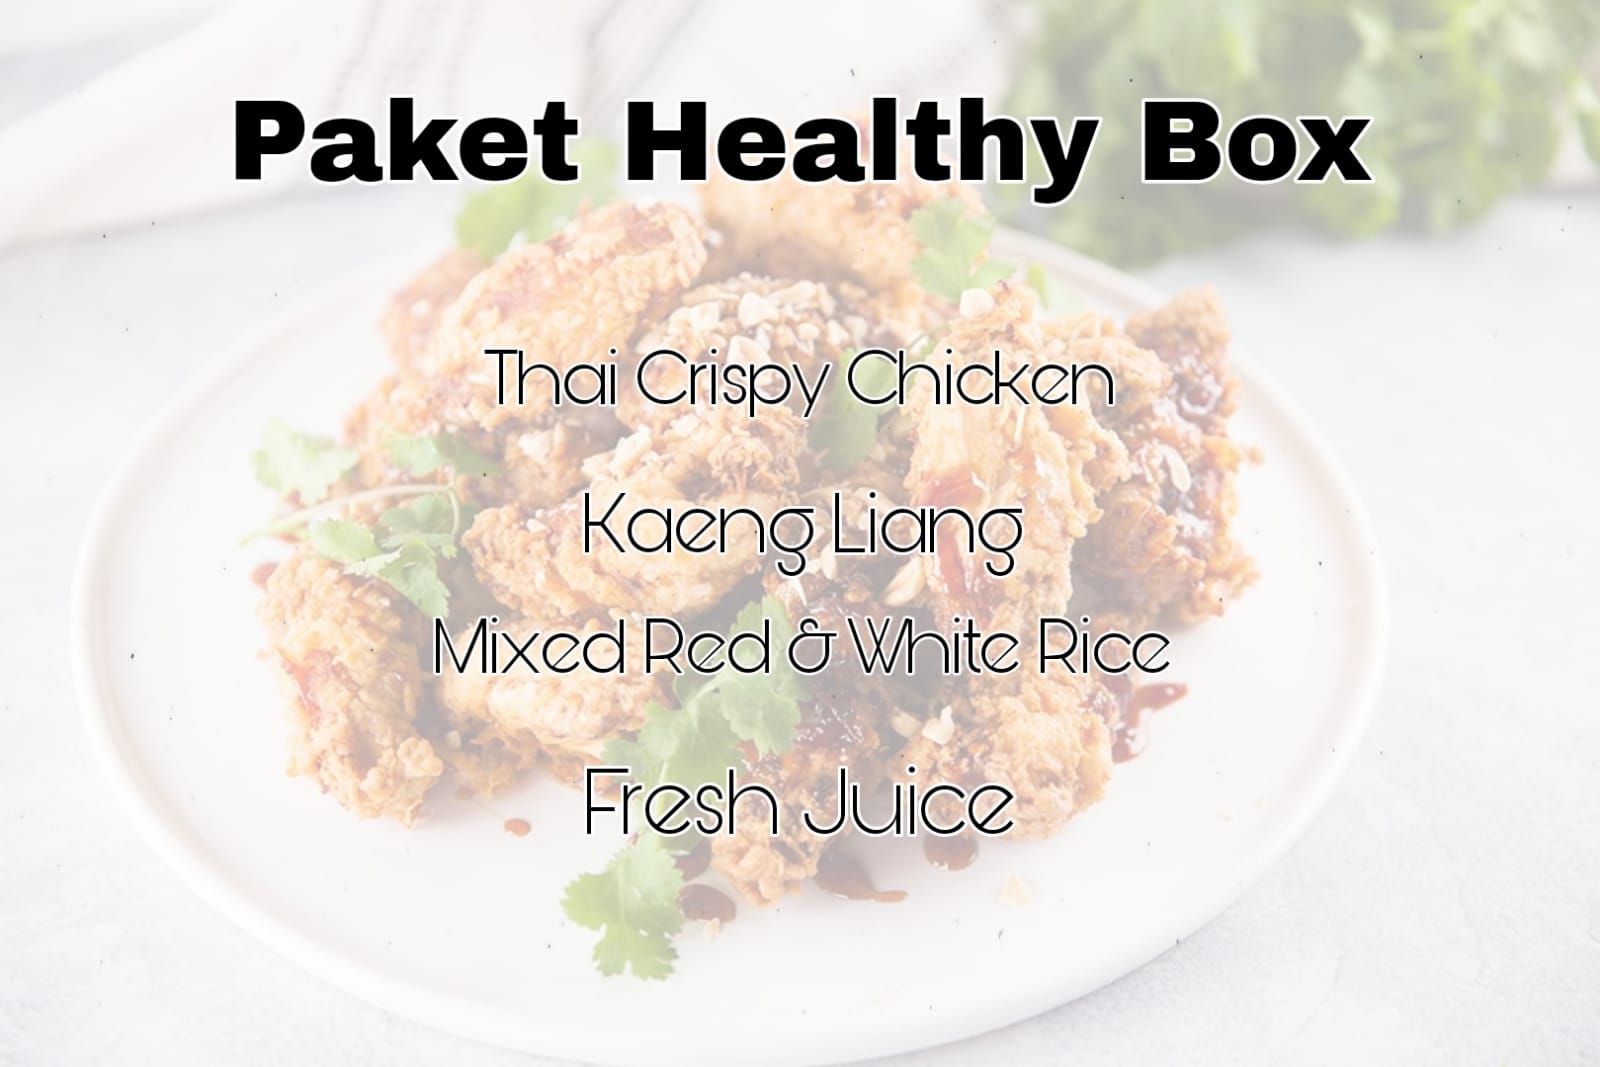 Paket Healthy Box
Thai Crispy Chicken
Kaeng Liang
Mixed Red & White Rice
Fresh Juice